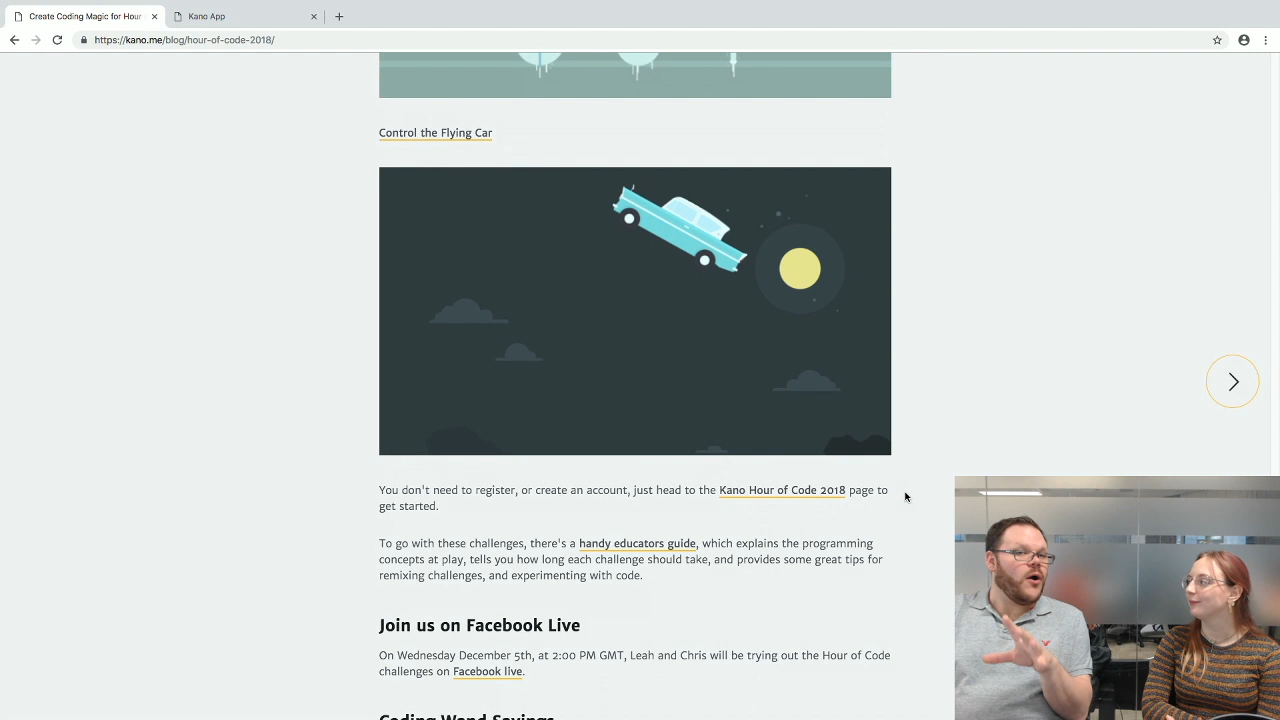 Create Coding Magic for Hour
Kano App
https://kano.me/blog/hour-of-code-2018/
Control the Flying Car
You don't need to register, or create an account, just head to the Kano Hour of Code 2018 page to
get started.
To go with these challenges, there's a handy educators guide, which explains the programming
concepts at play, tells you how long each challenge should take, and provides some great tips for
remixing challenges, and experimenting with code.
Join us on Facebook Live
On Wednesday December 5th, at 2:00 PM GMT, Leah and Chris will be trying out the Hour of Code
challenges on Facebook live.
Coding Wand Savings